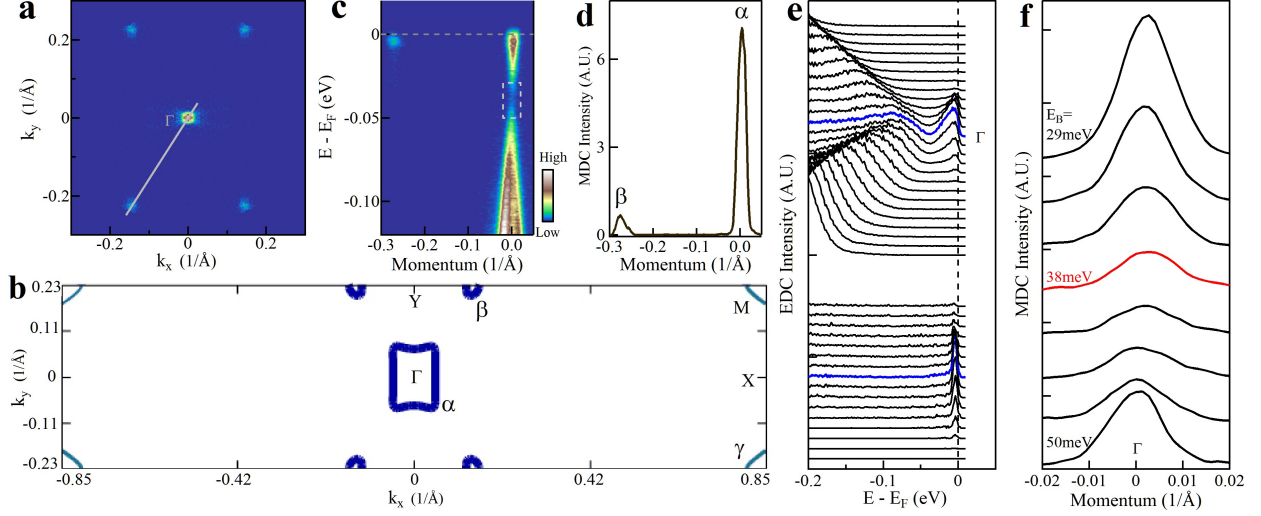 a
0.2
0
-0.2
k_y (1/Å)
Γ
-0.2
0
0.2
k_x (1/Å)
c
0
-0.05
-0.10
E - E_F (eV)
High
Low
-0.3
-0.2
-0.1
0.0
Momentum (1/Å)
d
α
β
6
3
0
MDC Intensity (A.U.)
-0.3
-0.2
-0.1
0.0
Momentum (1/Å)
b
0.23
0.11
0
-0.11
-0.23
k_y (1/Å)
Y
β
M
Γ
X
α
γ
-0.85
-0.42
0
0.42
0.85
k_x (1/Å)
e
EDC Intensity (A.U.)
Γ
-0.2
-0.1
0
E - E_F (eV)
f
MDC Intensity (A.U.)
E_B=
29meV
38meV
50meV
Γ
-0.02
-0.01
0
0.01
0.02
Momentum (1/Å)